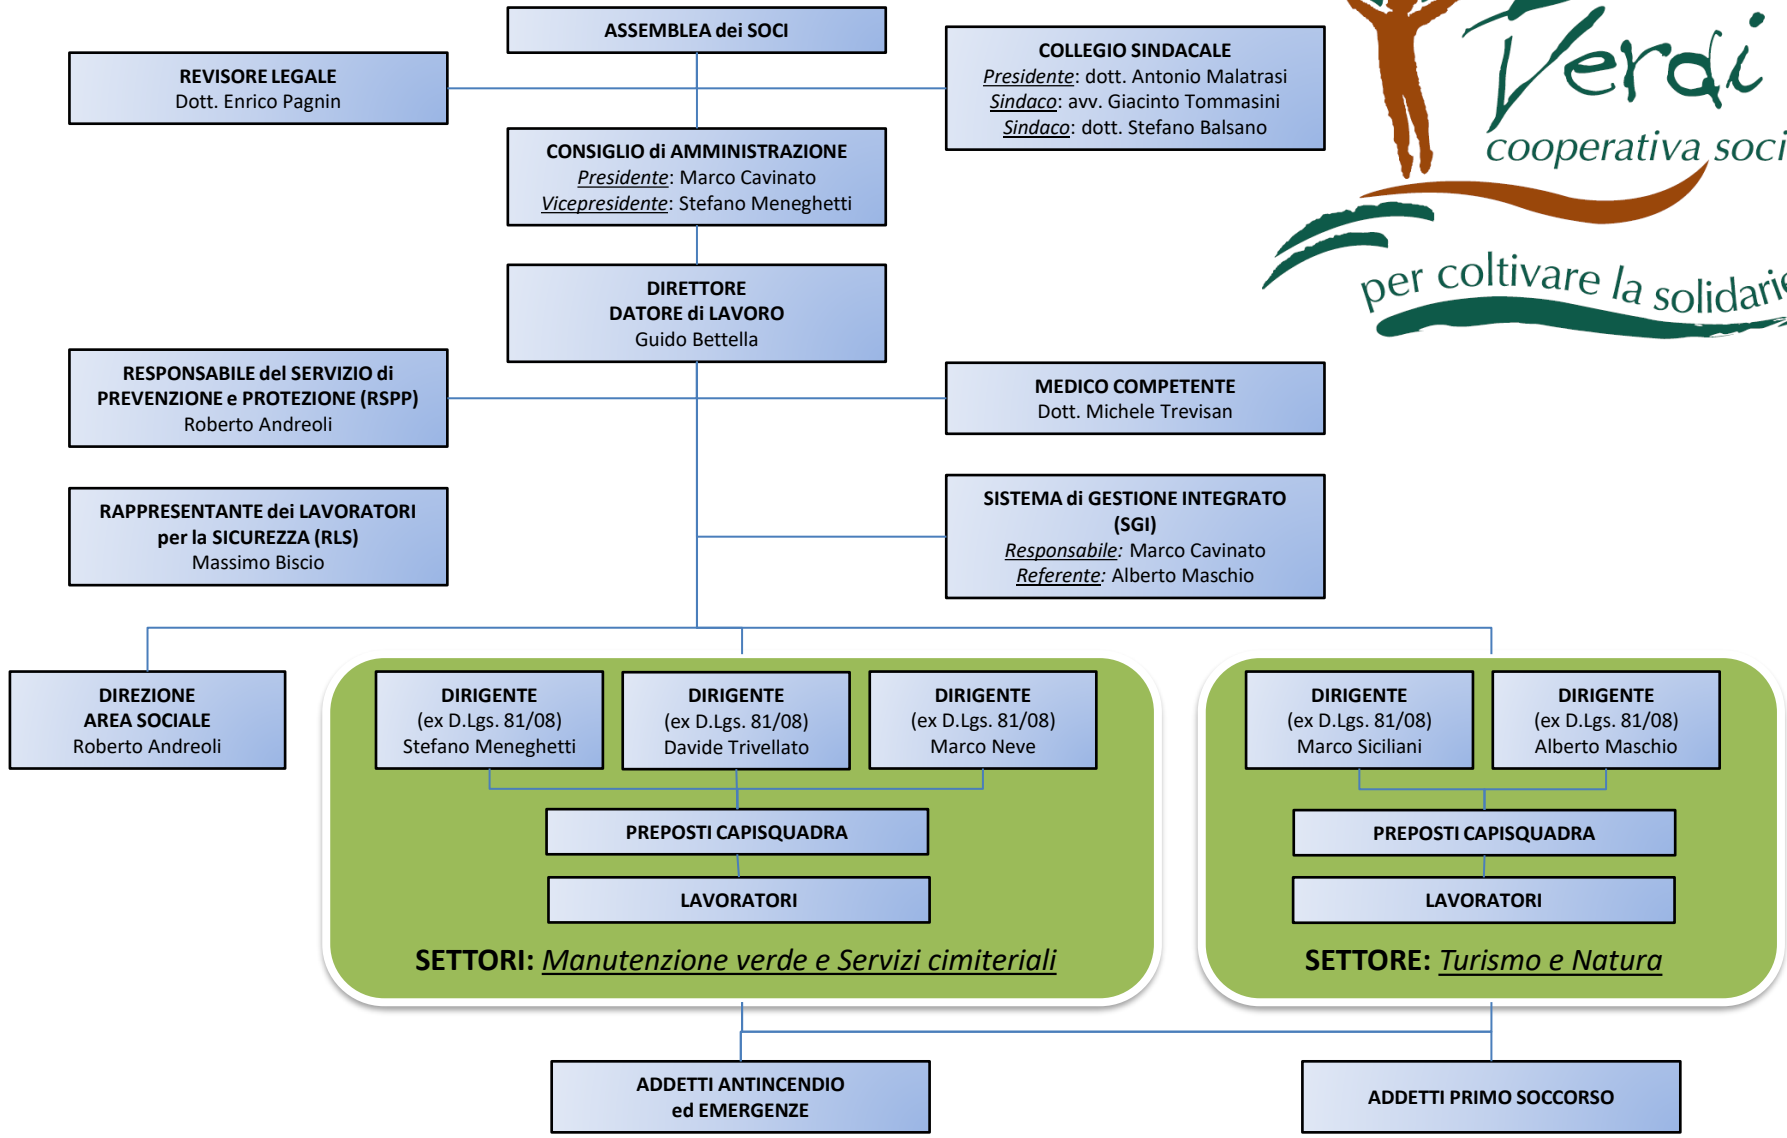 ASSEMBLEA dei SOCI
REVISORE LEGALE
Dott. Enrico Pagnin
COLLEGIO SINDACALE
Presidente: dott. Antonio Malatrasi
Sindaco: avv. Giacinto Tommasini
Sindaco: dott. Stefano Balsano
Verdi
cooperativa soci
per coltivare la solidarie
CONSIGLIO di AMMINISTRAZIONE
Presidente: Marco Cavinato
Vicepresidente: Stefano Meneghetti
DIRETTORE
DATORE di LAVORO
Guido Bettella
RESPONSABILE del SERVIZIO di
PREVENZIONE e PROTEZIONE (RSPP)
Roberto Andreoli
MEDICO COMPETENTE
Dott. Michele Trevisan
RAPPRESENTANTE dei LAVORATORI
per la SICUREZZA (RLS)
Massimo Biscio
SISTEMA di GESTIONE INTEGRATO
(SGI)
Responsabile: Marco Cavinato
Referente: Alberto Maschio
DIREZIONE
AREA SOCIALE
Roberto Andreoli
DIRIGENTE
(ex D.Lgs. 81/08)
Stefano Meneghetti
DIRIGENTE
(ex D.Lgs. 81/08)
Davide Trivellato
DIRIGENTE
(ex D.Lgs. 81/08)
Marco Neve
PREPOSTI CAPISQUADRA
LAVORATORI
SETTORI: Manutenzione verde e Servizi cimiteriali
DIRIGENTE
(ex D.Lgs. 81/08)
Marco Siciliani
DIRIGENTE
(ex D.Lgs. 81/08)
Alberto Maschio
PREPOSTI CAPISQUADRA
LAVORATORI
SETTORE: Turismo e Natura
ADDETTI ANTINCENDIO
ed EMERGENZE
ADDETTI PRIMO SOCCORSO